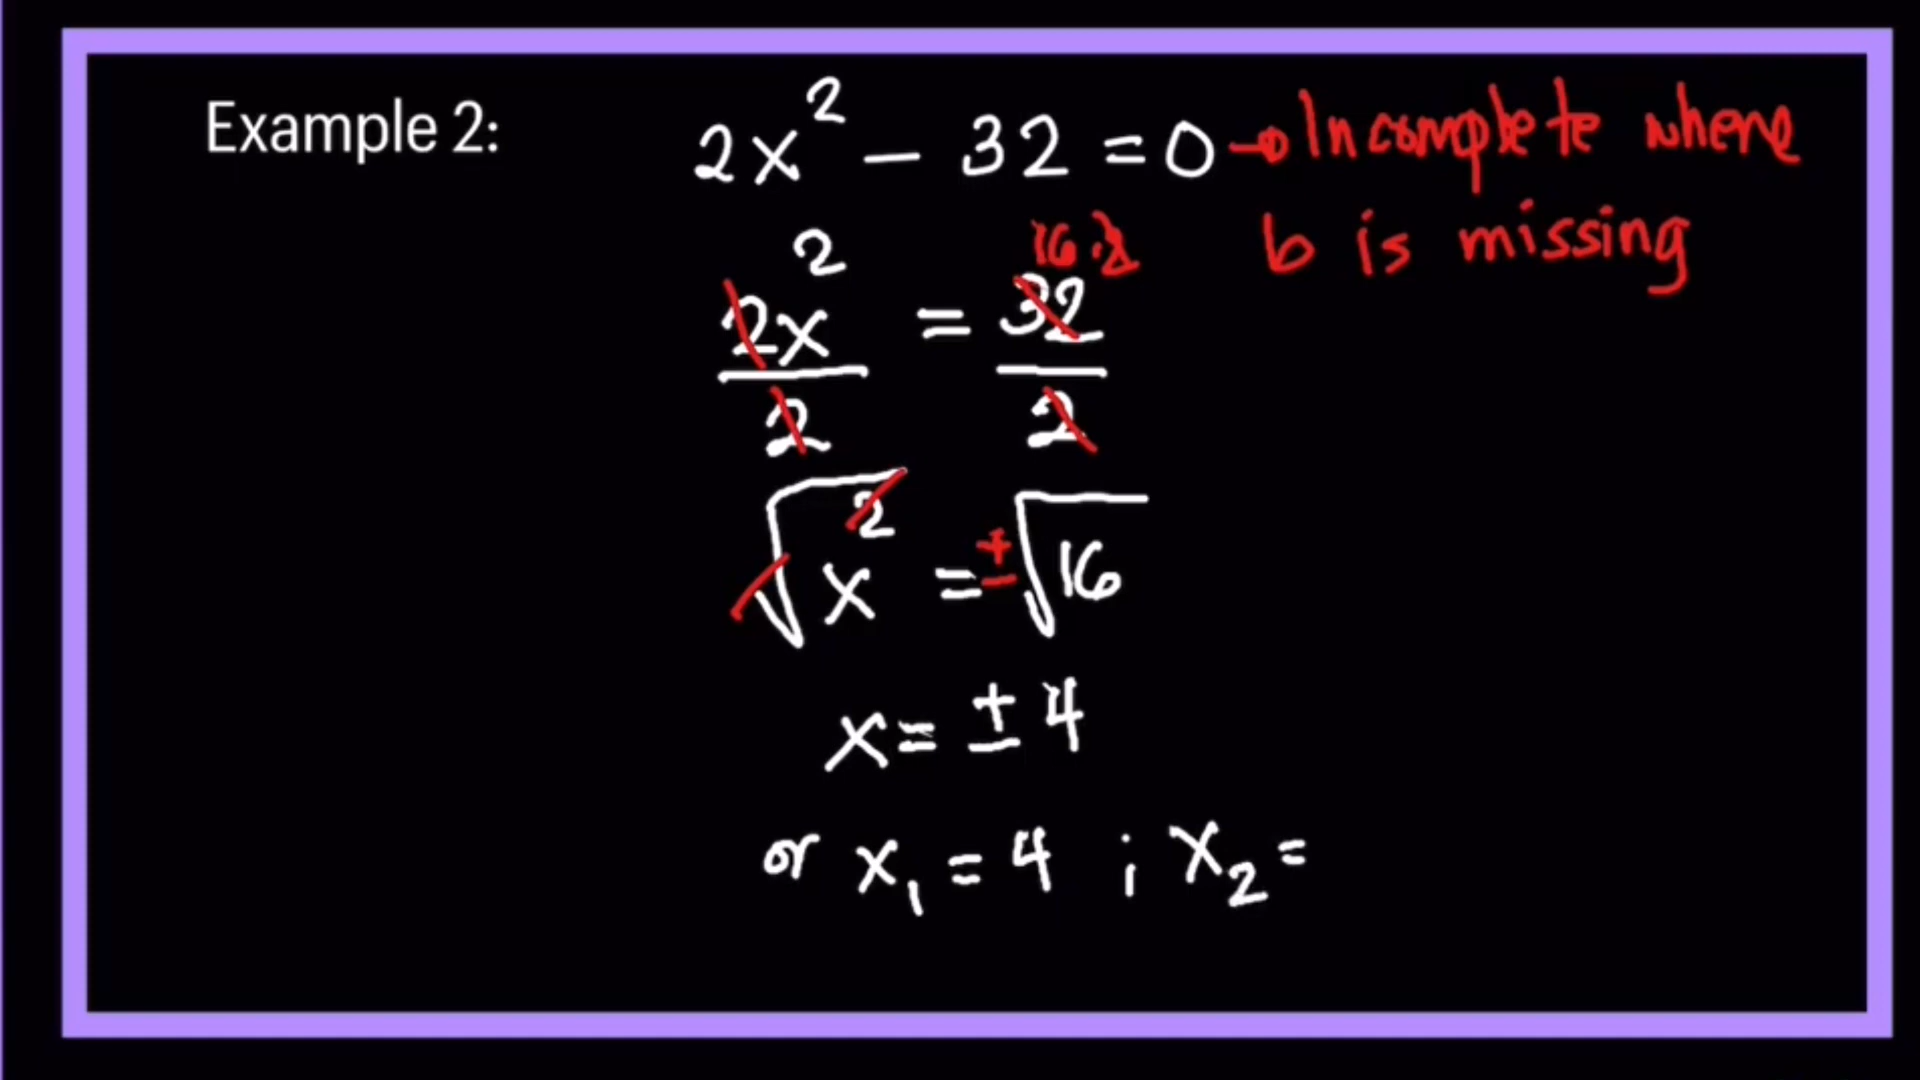 Example 2: 2x² − 32 = 0 → Incomplete where
b is missing
16·2
2x² = 32
2 2
√x² = ±√16
x = ± 4
or x₁ = 4 ; x₂ =